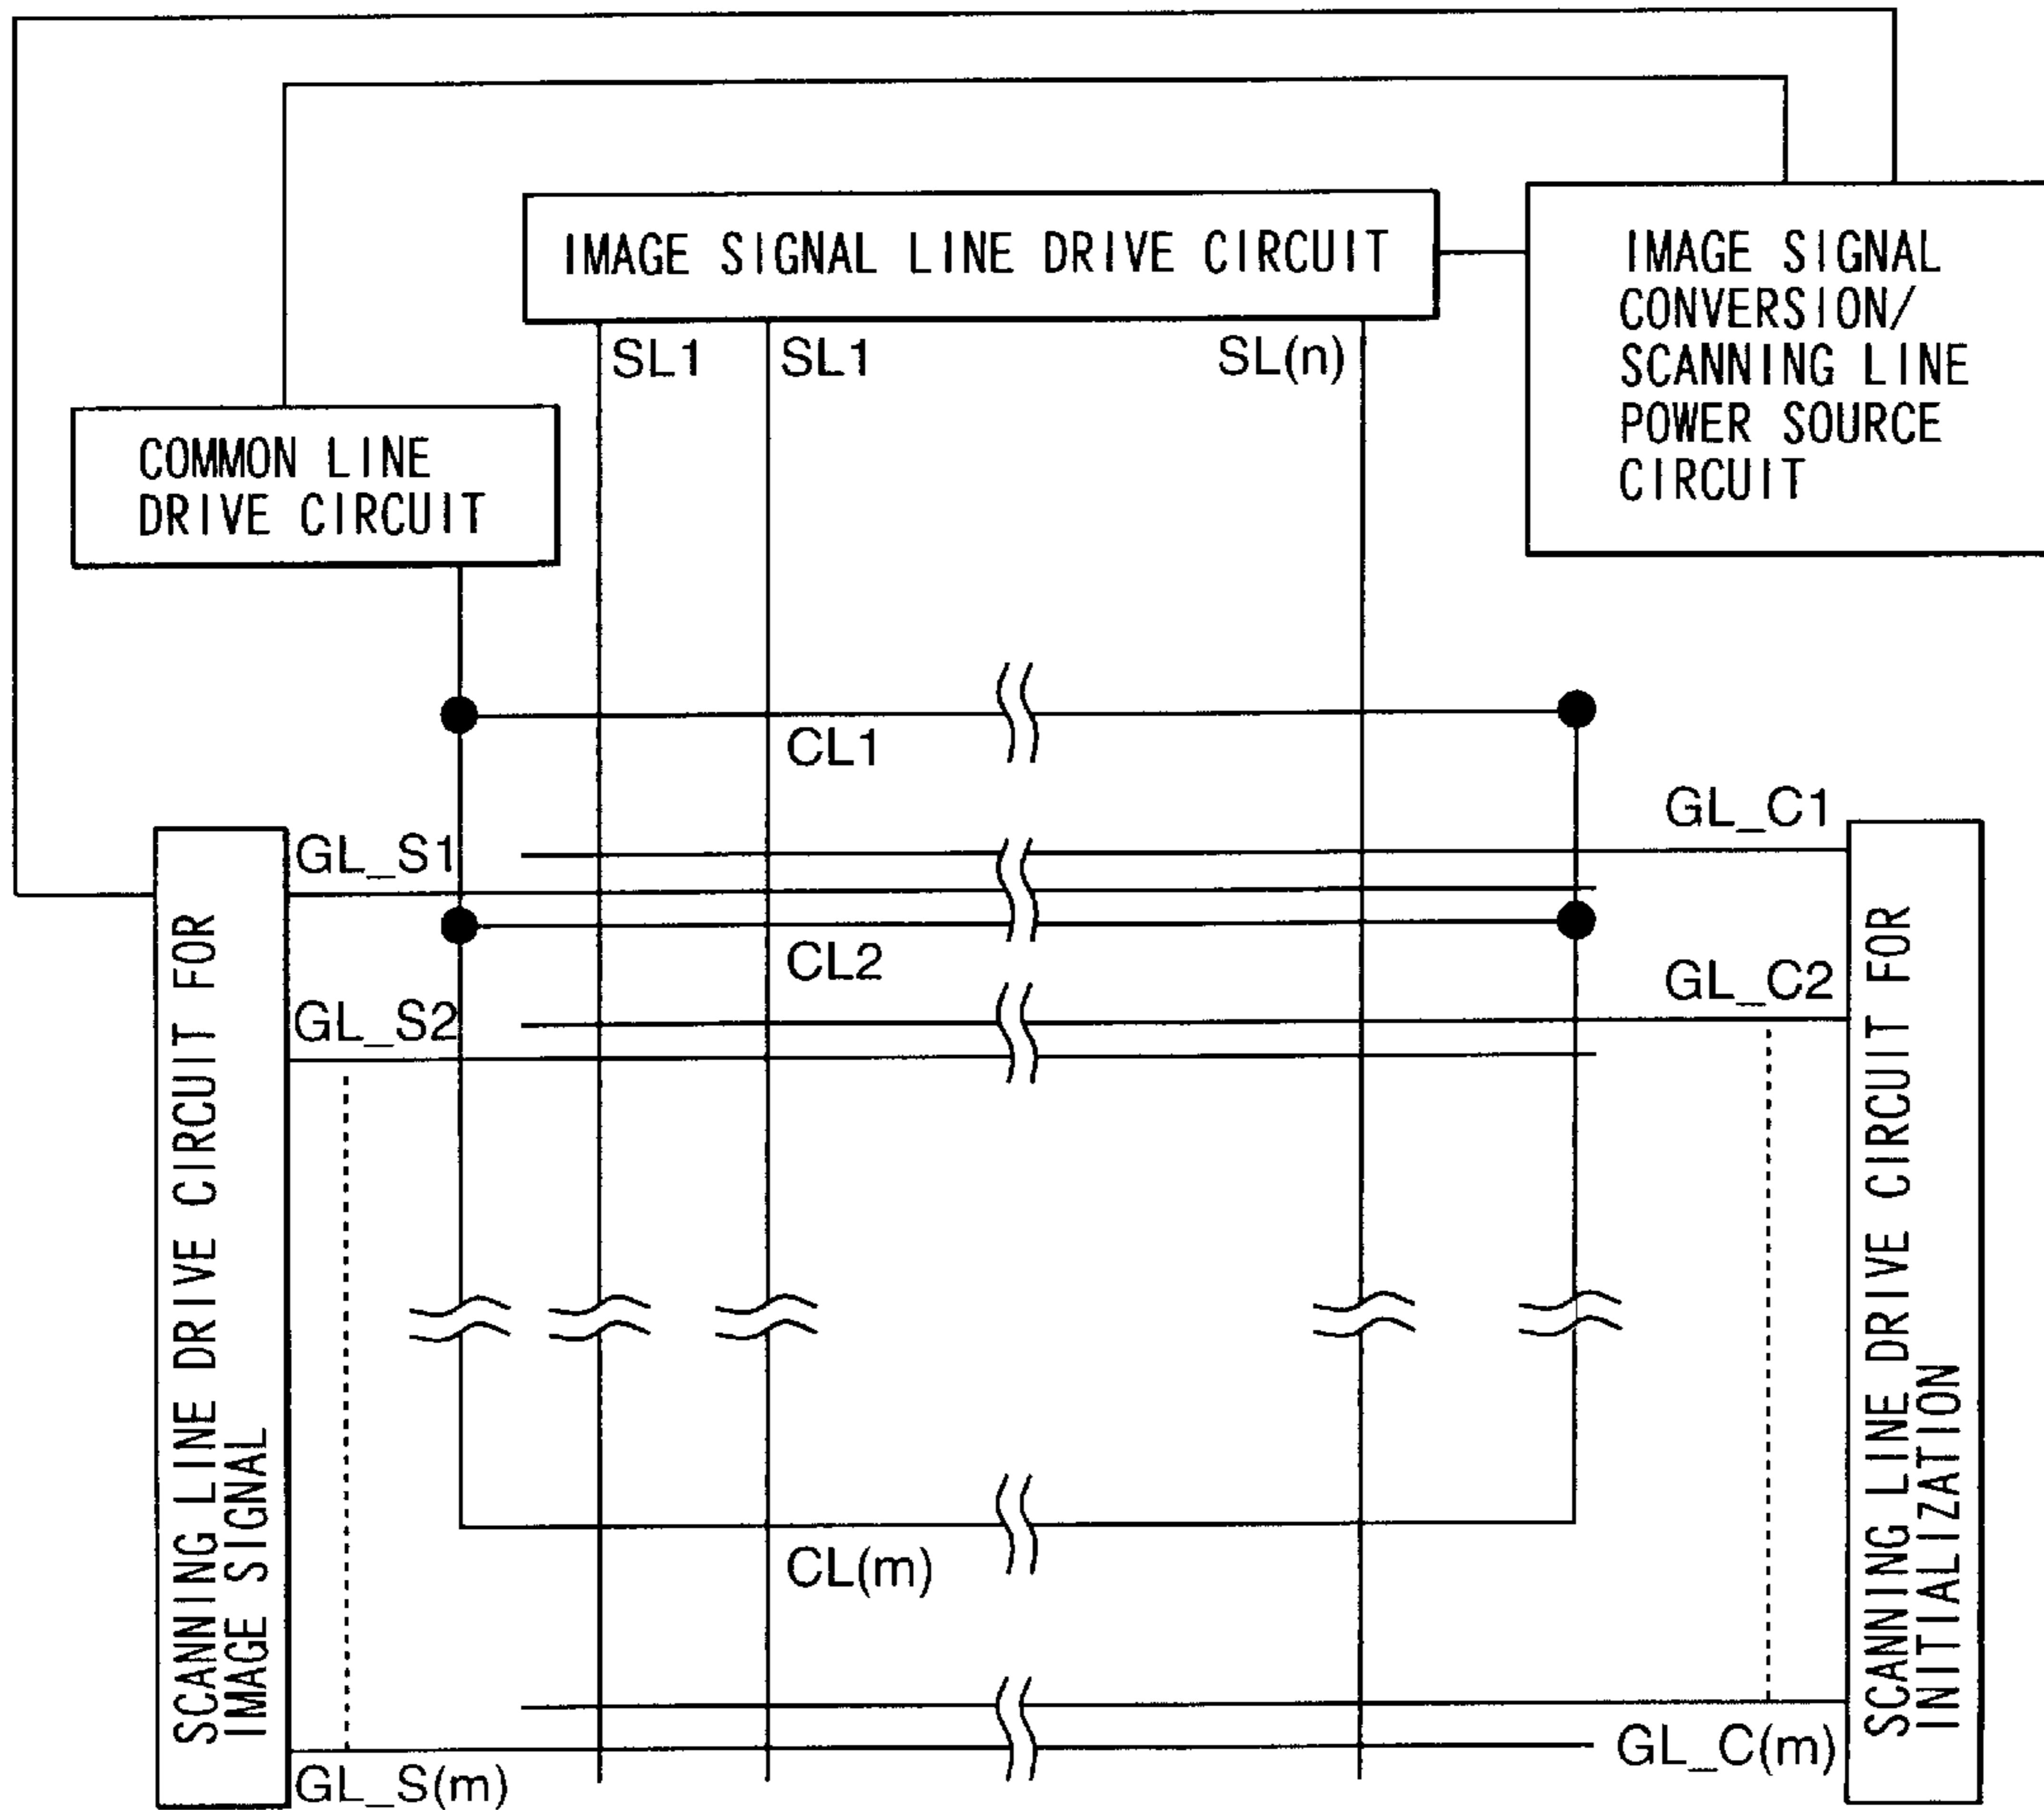 IMAGE SIGNAL LINE DRIVE CIRCUIT
IMAGE SIGNAL
CONVERSION/
SCANNING LINE
POWER SOURCE
CIRCUIT
SL1
SL1
SL(n)
COMMON LINE
DRIVE CIRCUIT
CL1
GL_C1
GL_S1
CL2
GL_C2
GL_S2
SCANNING LINE DRIVE CIRCUIT FOR
IMAGE SIGNAL
SCANNING LINE DRIVE CIRCUIT FOR
INITIALIZATION
CL(m)
GL_C(m)
GL_S(m)